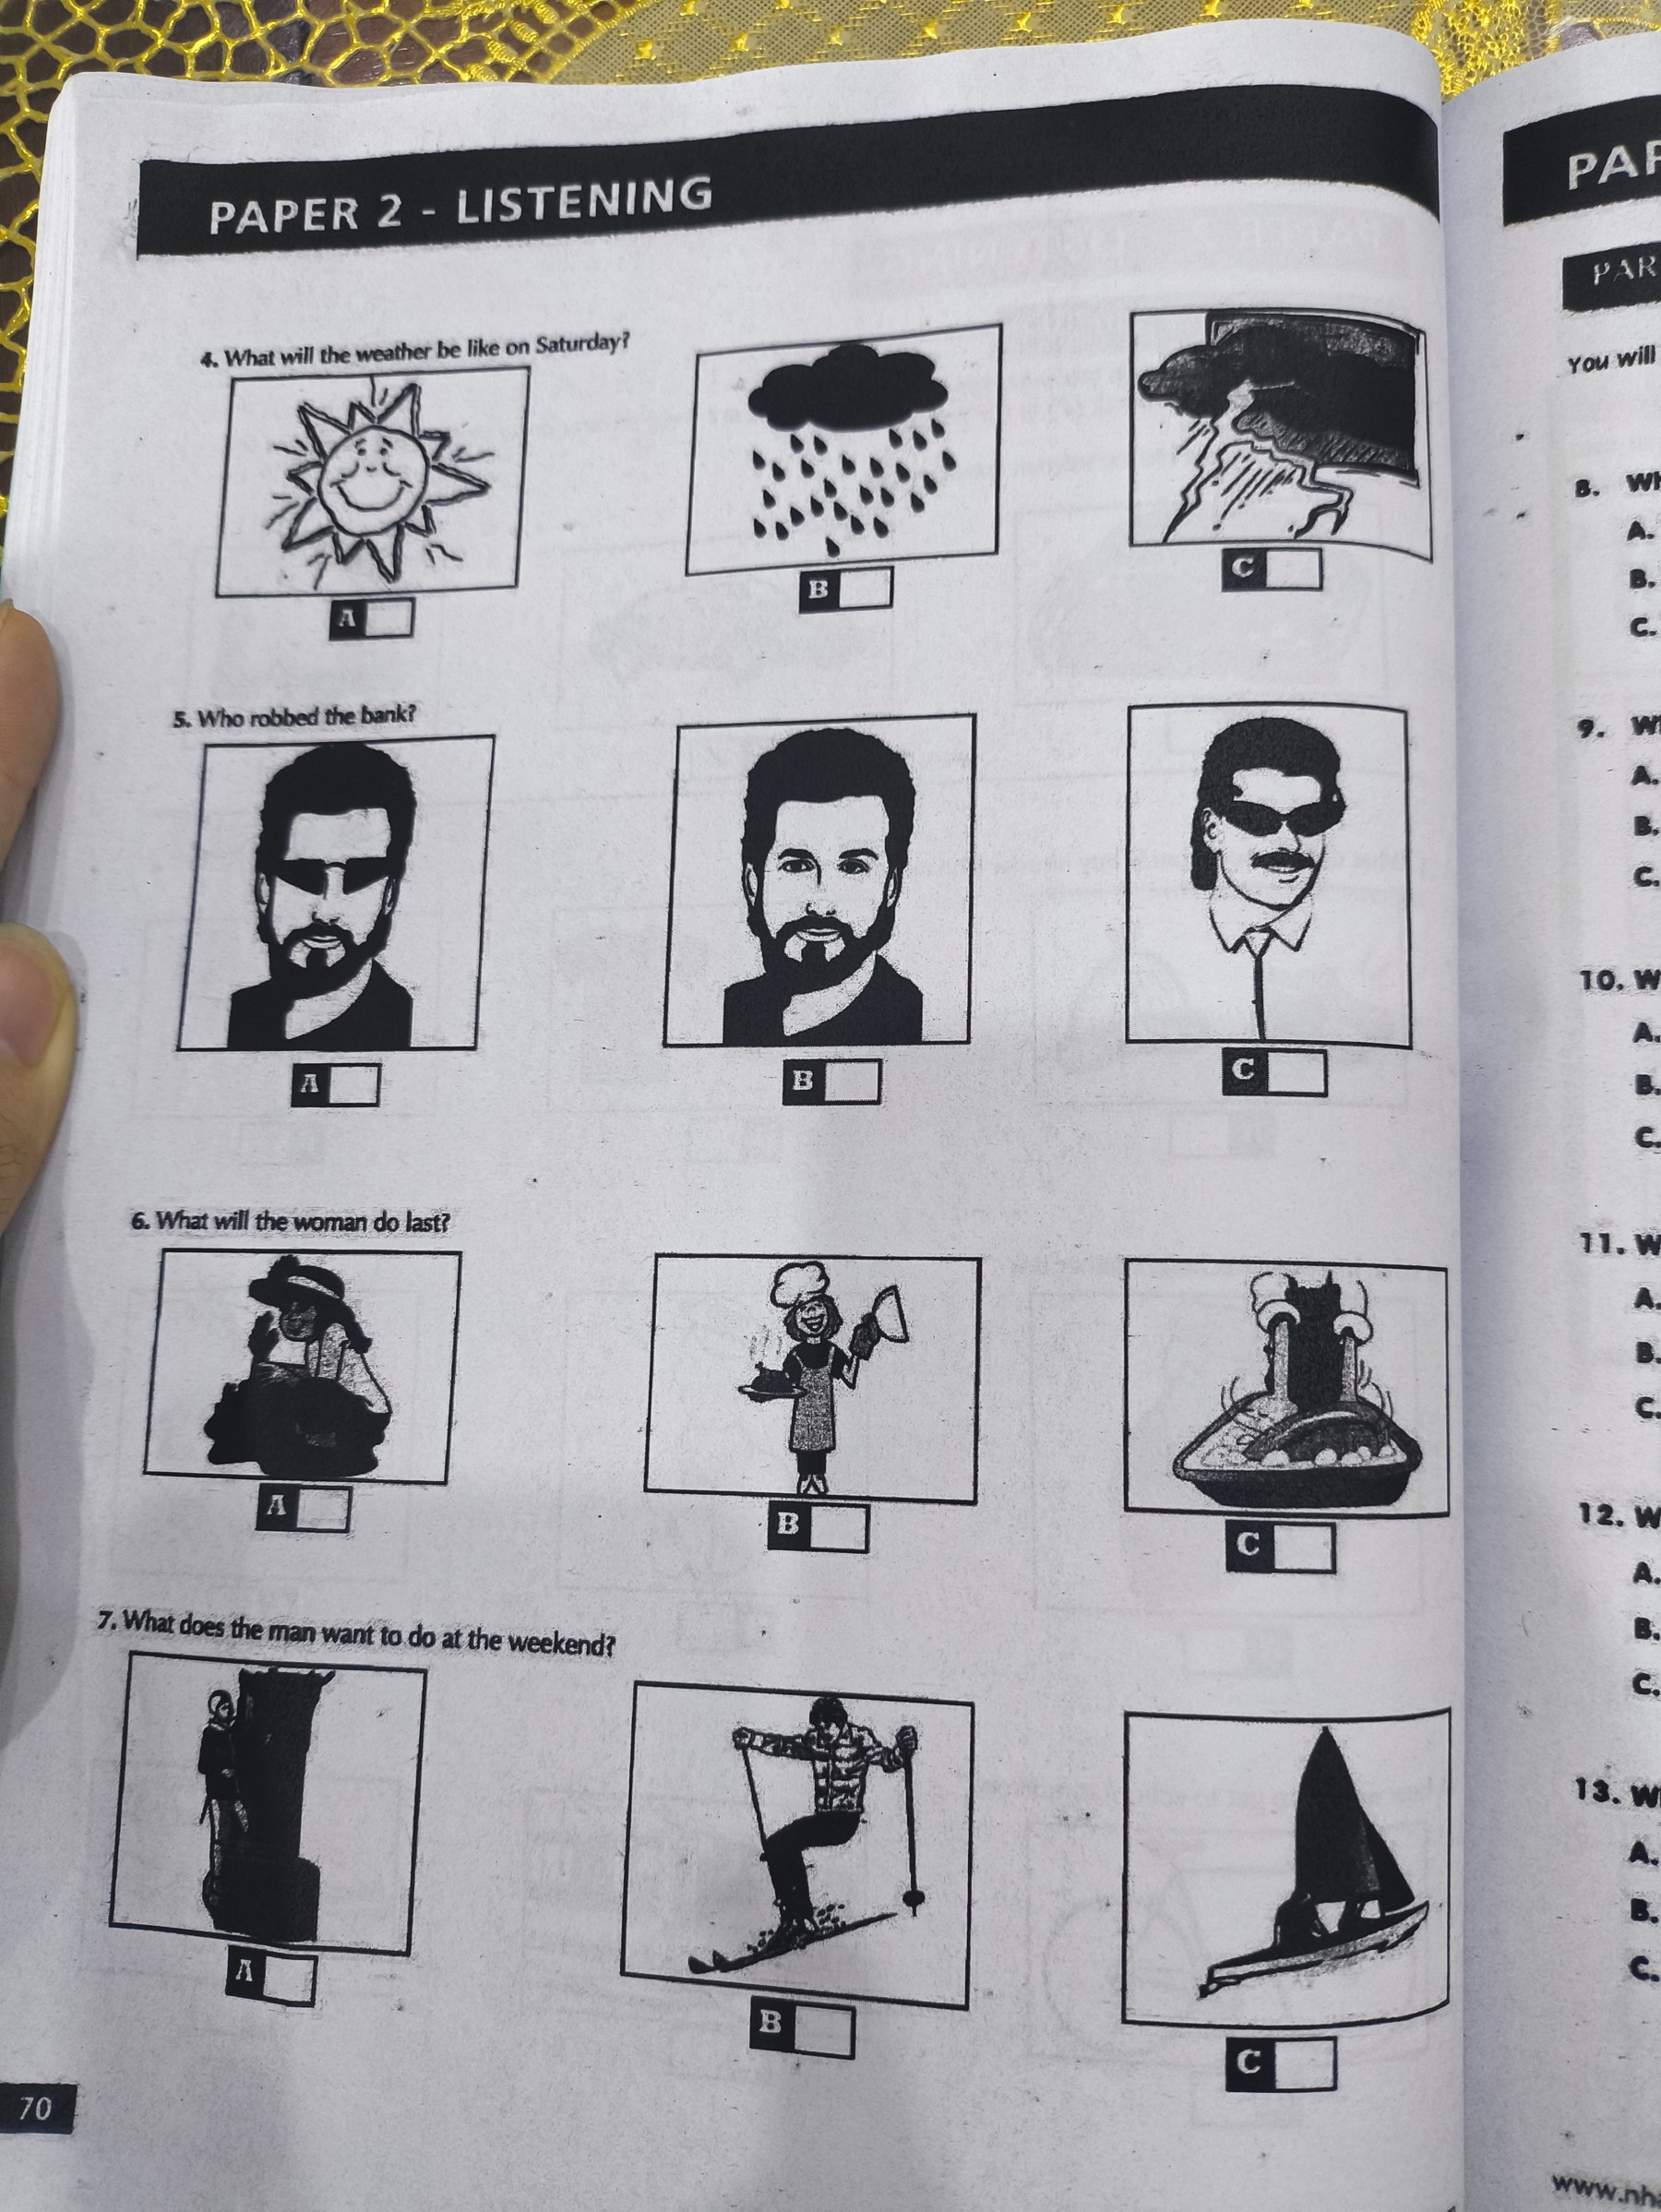 PAPER 2 - LISTENING
4. What will the weather be like on Saturday?
A
B
C
5. Who robbed the bank?
A
B
C
6. What will the woman do last?
A
B
C
7. What does the man want to do at the weekend?
A
B
C
70
You will
8.
A.
B.
C.
9.
A.
B.
C.
10.
A.
B.
C.
11.
A.
B.
C.
12.
A.
B.
C.
13.
A.
B.
C.